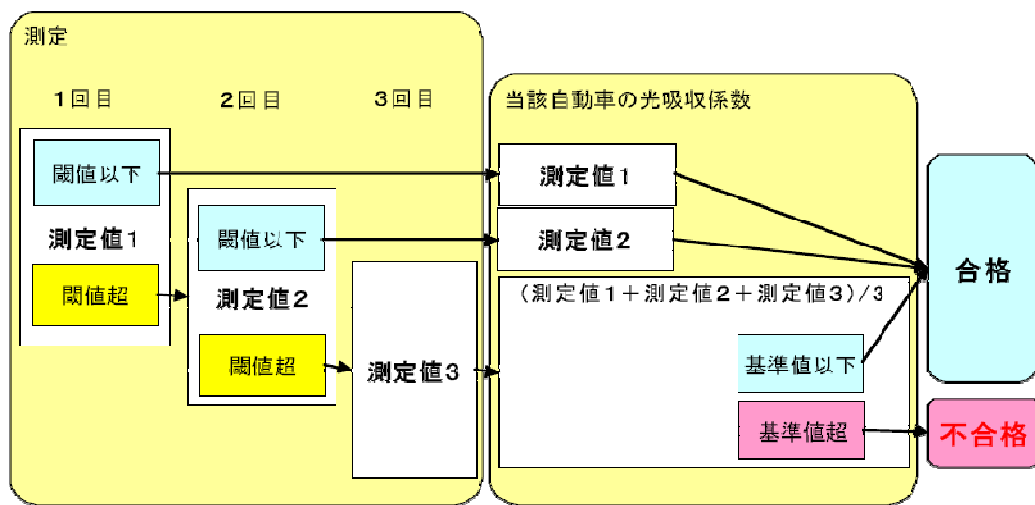 測定
1回目
2回目
3回目
閾値以下
測定値1
閾値超
閾値以下
測定値2
閾値超
測定値3
当該自動車の光吸収係数
測定値1
測定値2
(測定値1+測定値2+測定値3)/3
基準値以下
基準値超
合格
不合格